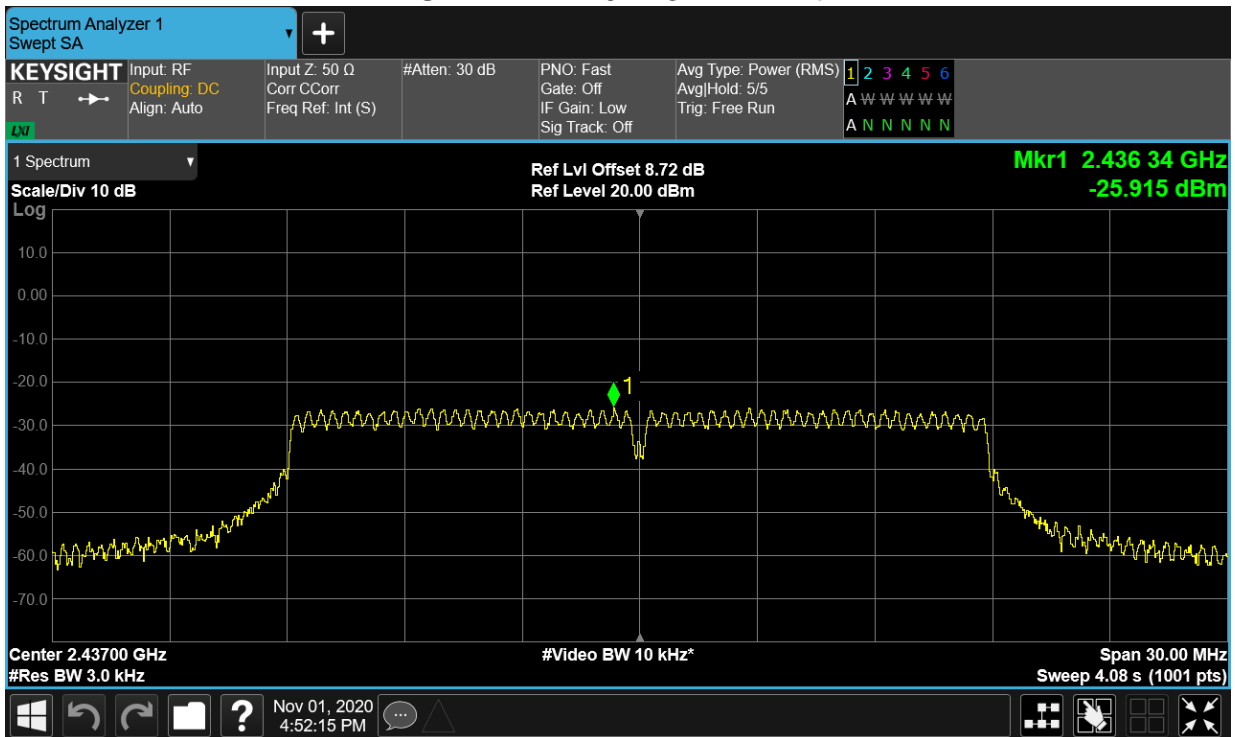 Spectrum Analyzer 1
Swept SA
+
KEYSIGHT
R T
LXI
Input: RF
Coupling: DC
Align: Auto
Input Z: 50 Ω
Corr CCorr
Freq Ref: Int (S)
#Atten: 30 dB
PNO: Fast
Gate: Off
IF Gain: Low
Sig Track: Off
Avg Type: Power (RMS)
Avg|Hold: 5/5
Trig: Free Run
1 2 3 4 5 6
A W W W W W
A N N N N N
1 Spectrum
Scale/Div 10 dB
Ref Lvl Offset 8.72 dB
Ref Level 20.00 dBm
Mkr1 2.436 34 GHz
-25.915 dBm
Log
10.0
0.00
-10.0
-20.0
-30.0
-40.0
-50.0
-60.0
-70.0
1
Center 2.43700 GHz
#Res BW 3.0 kHz
#Video BW 10 kHz*
Span 30.00 MHz
Sweep 4.08 s (1001 pts)
?
Nov 01, 2020
4:52:15 PM